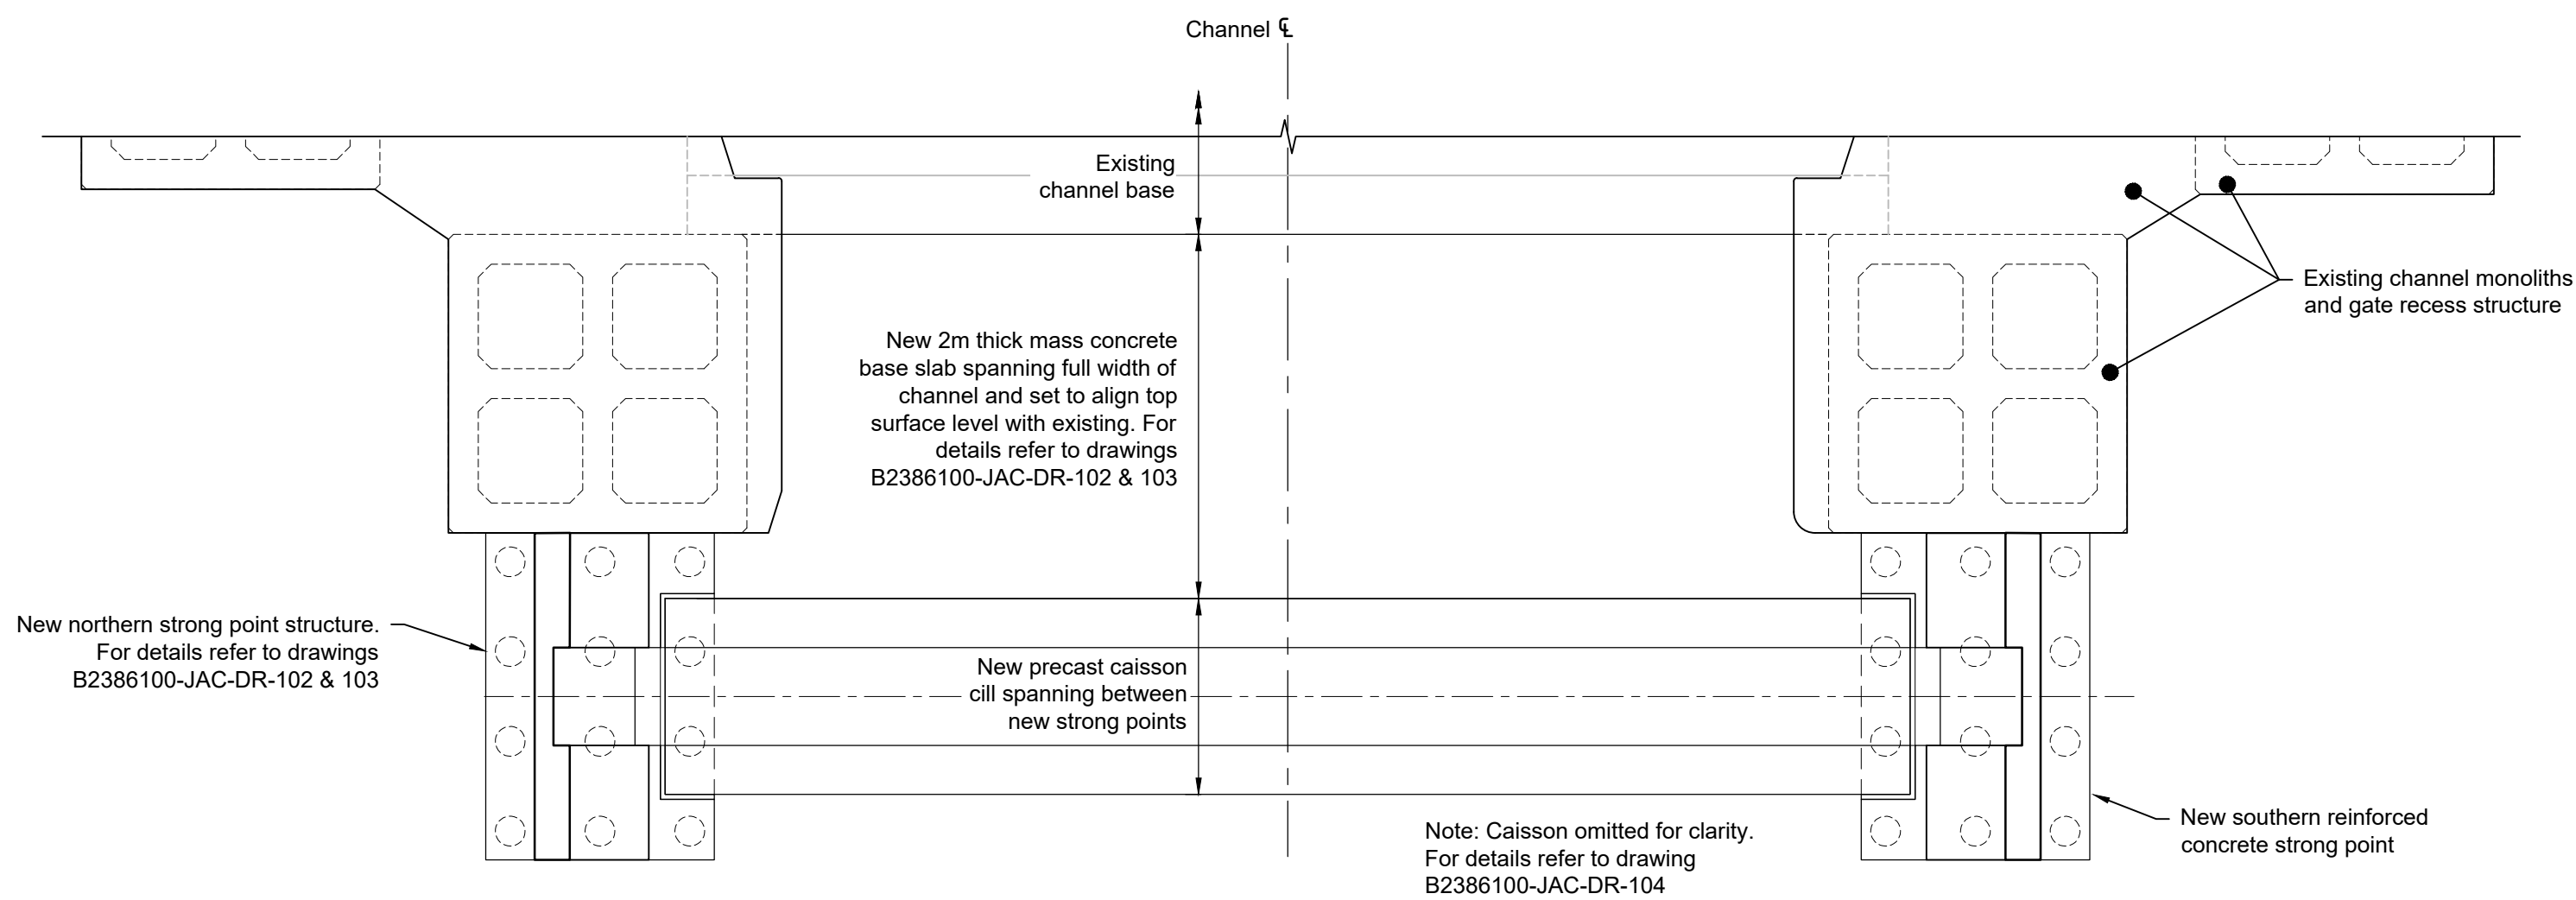 Channel ℄
Existing
channel base
Existing channel monoliths
and gate recess structure
New 2m thick mass concrete
base slab spanning full width of
channel and set to align top
surface level with existing. For
details refer to drawings
B2386100-JAC-DR-102 & 103
New northern strong point structure.
For details refer to drawings
B2386100-JAC-DR-102 & 103
New precast caisson
cill spanning between
new strong points
Note: Caisson omitted for clarity.
For details refer to drawing
B2386100-JAC-DR-104
New southern reinforced
concrete strong point